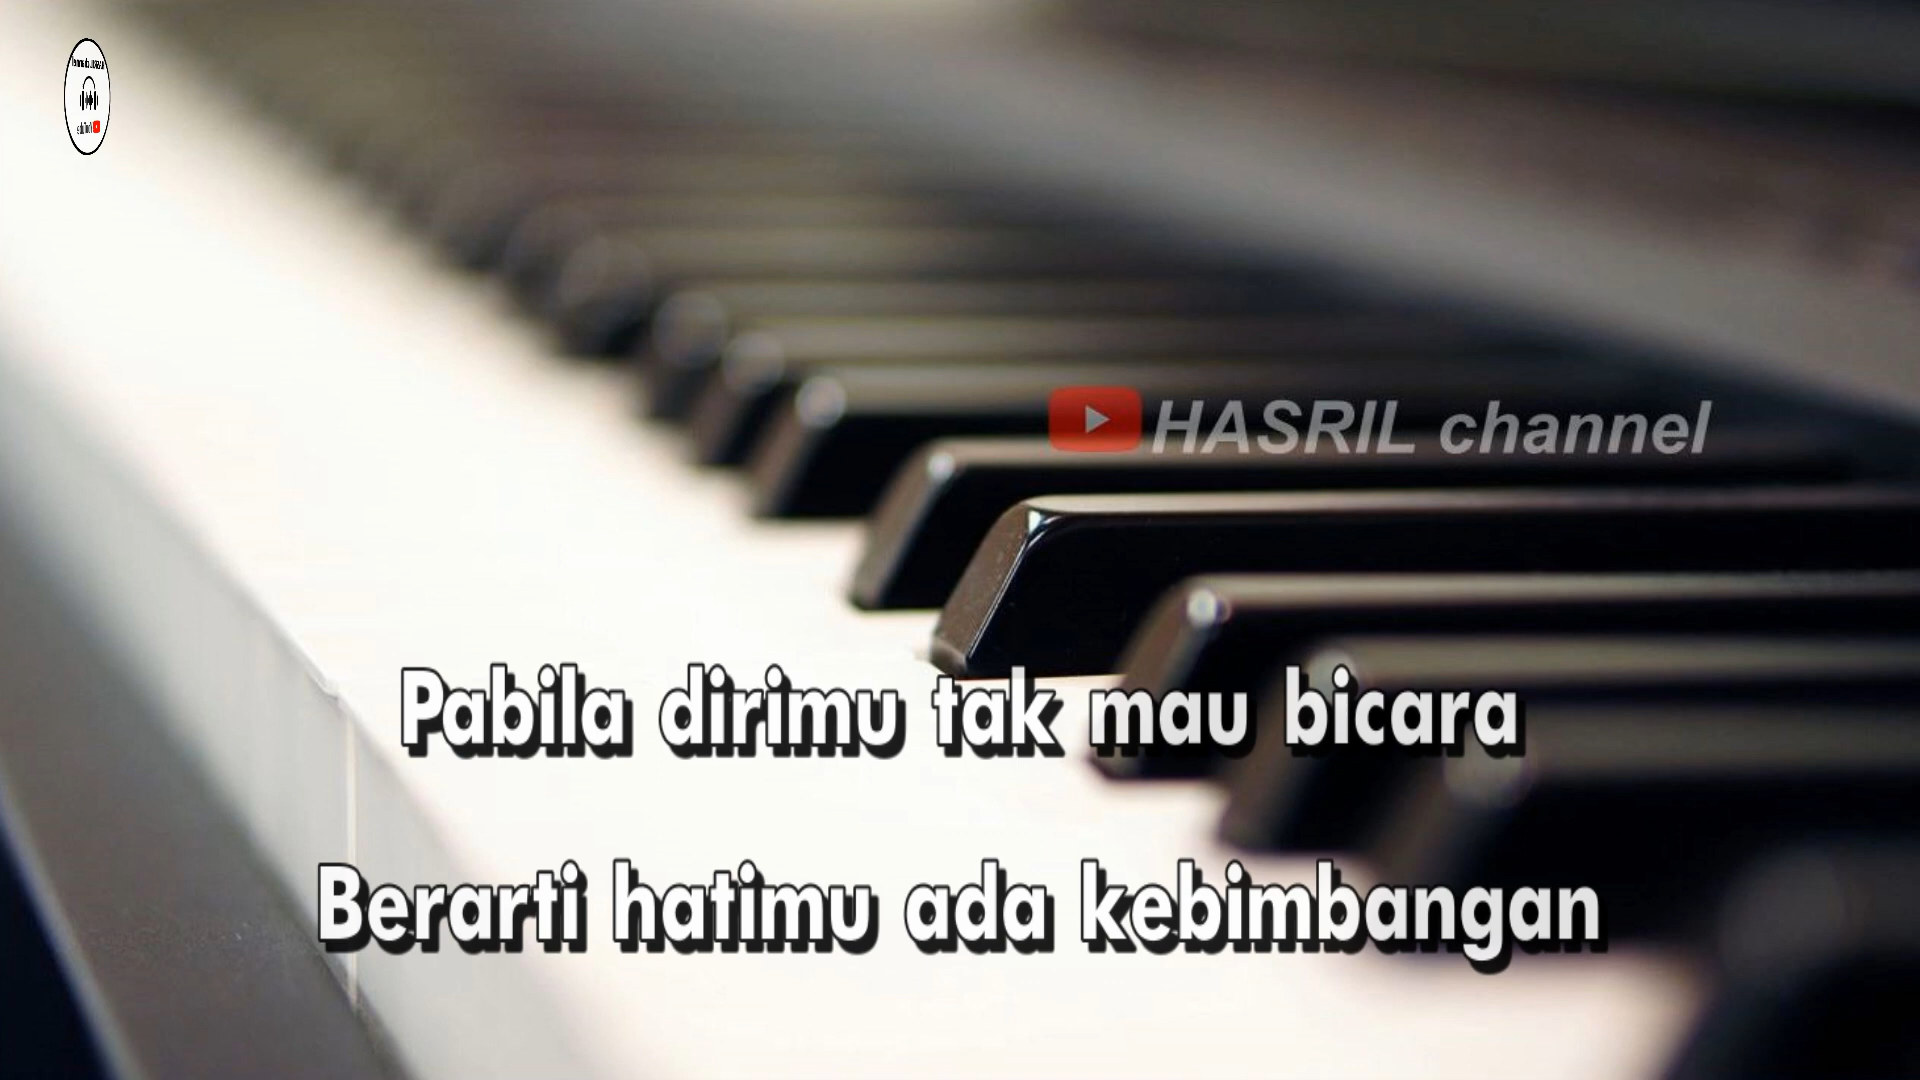 HASRIL channel
Pabila dirimu tak mau bicara
Berarti hatimu ada kebimbangan